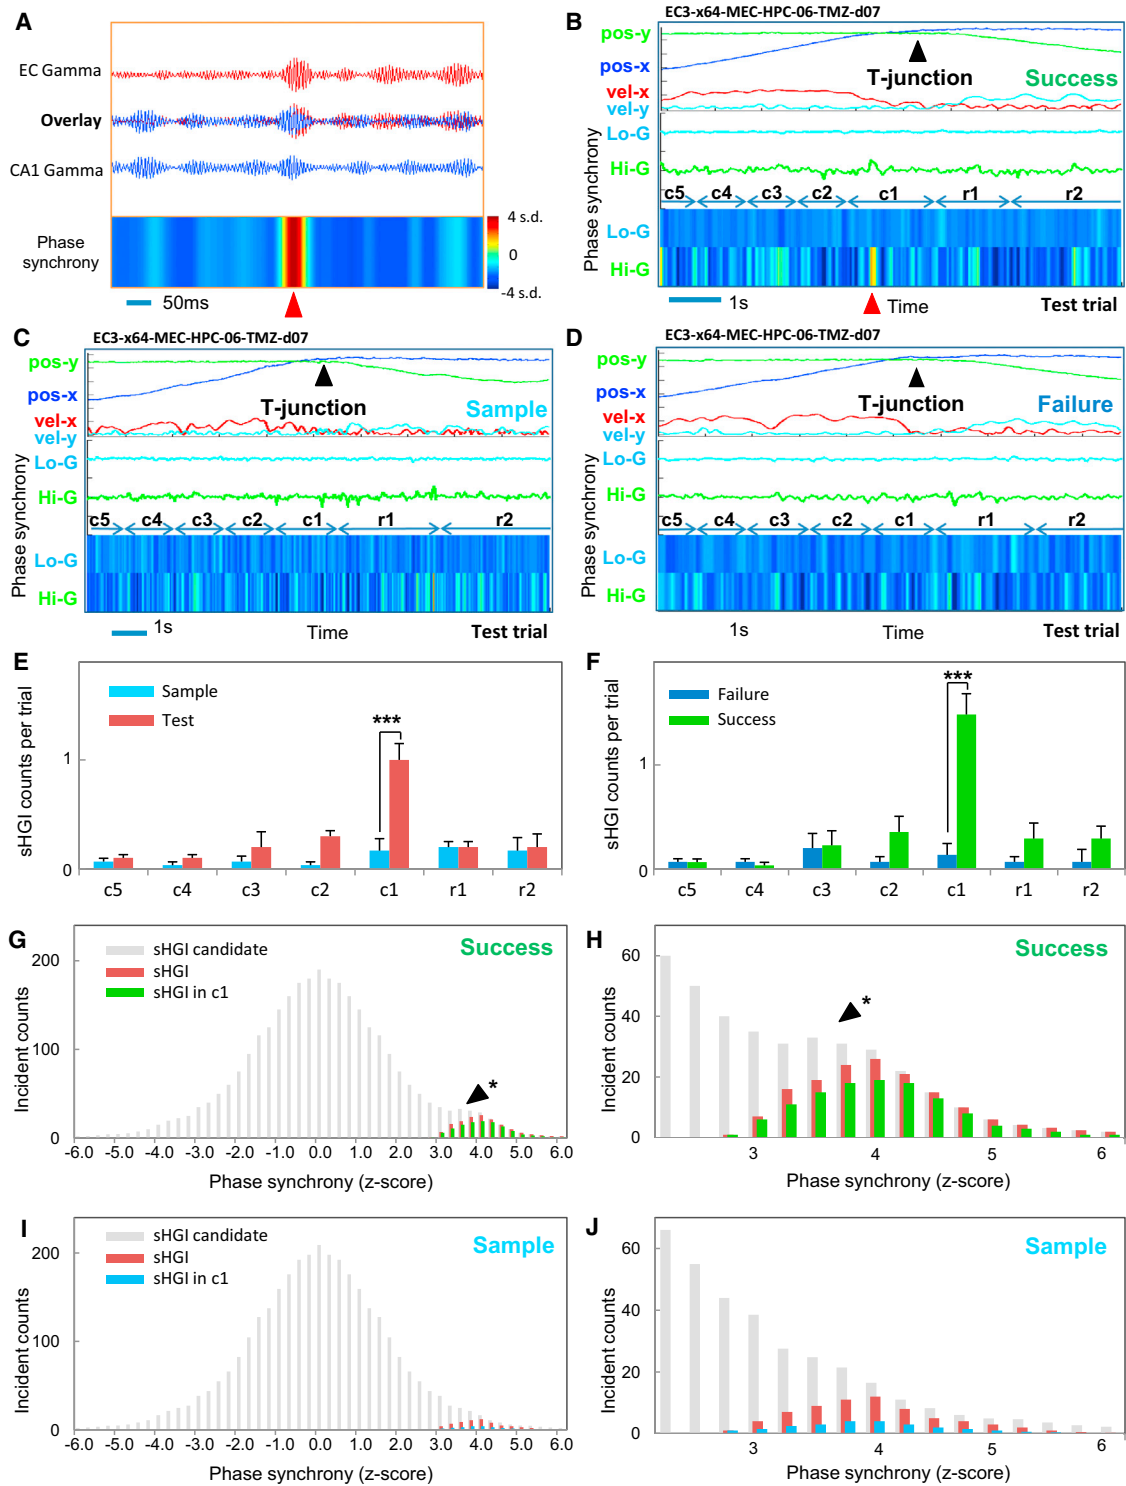 A
EC Gamma
Overlay
CA1 Gamma
Phase synchrony
4 s.d.
0
-4 s.d.
50ms
B
EC3-x64-MEC-HPC-06-TMZ-d07
pos-y
pos-x
T-junction
Success
vel-x
vel-y
Phase synchrony
Lo-G
Hi-G
c5 c4 c3 c2 c1 r1 r2
Lo-G
Hi-G
1s
Time
Test trial
C
EC3-x64-MEC-HPC-06-TMZ-d07
pos-y
pos-x
T-junction
Sample
vel-x
vel-y
Phase synchrony
Lo-G
Hi-G
c5 c4 c3 c2 c1 r1 r2
Lo-G
Hi-G
1s
Time
Test trial
D
EC3-x64-MEC-HPC-06-TMZ-d07
pos-y
pos-x
T-junction
Failure
vel-x
vel-y
Phase synchrony
Lo-G
Hi-G
c5 c4 c3 c2 c1 r1 r2
Lo-G
Hi-G
1s
Time
Test trial
E
sHGI counts per trial
Sample
Test
***
1
0
c5 c4 c3 c2 c1 r1 r2
F
sHGI counts per trial
Failure
Success
***
1
0
c5 c4 c3 c2 c1 r1 r2
G
Success
sHGI candidate
sHGI
sHGI in c1
Incident counts
200
100
0
*
-6.0 -5.0 -4.0 -3.0 -2.0 -1.0 0.0 1.0 2.0 3.0 4.0 5.0 6.0
Phase synchrony (z-score)
H
Success
Incident counts
60
40
20
0
*
3 4 5 6
Phase synchrony (z-score)
I
Sample
sHGI candidate
sHGI
sHGI in c1
Incident counts
200
100
0
-6.0 -5.0 -4.0 -3.0 -2.0 -1.0 0.0 1.0 2.0 3.0 4.0 5.0 6.0
Phase synchrony (z-score)
J
Sample
Incident counts
60
40
20
0
3 4 5 6
Phase synchrony (z-score)